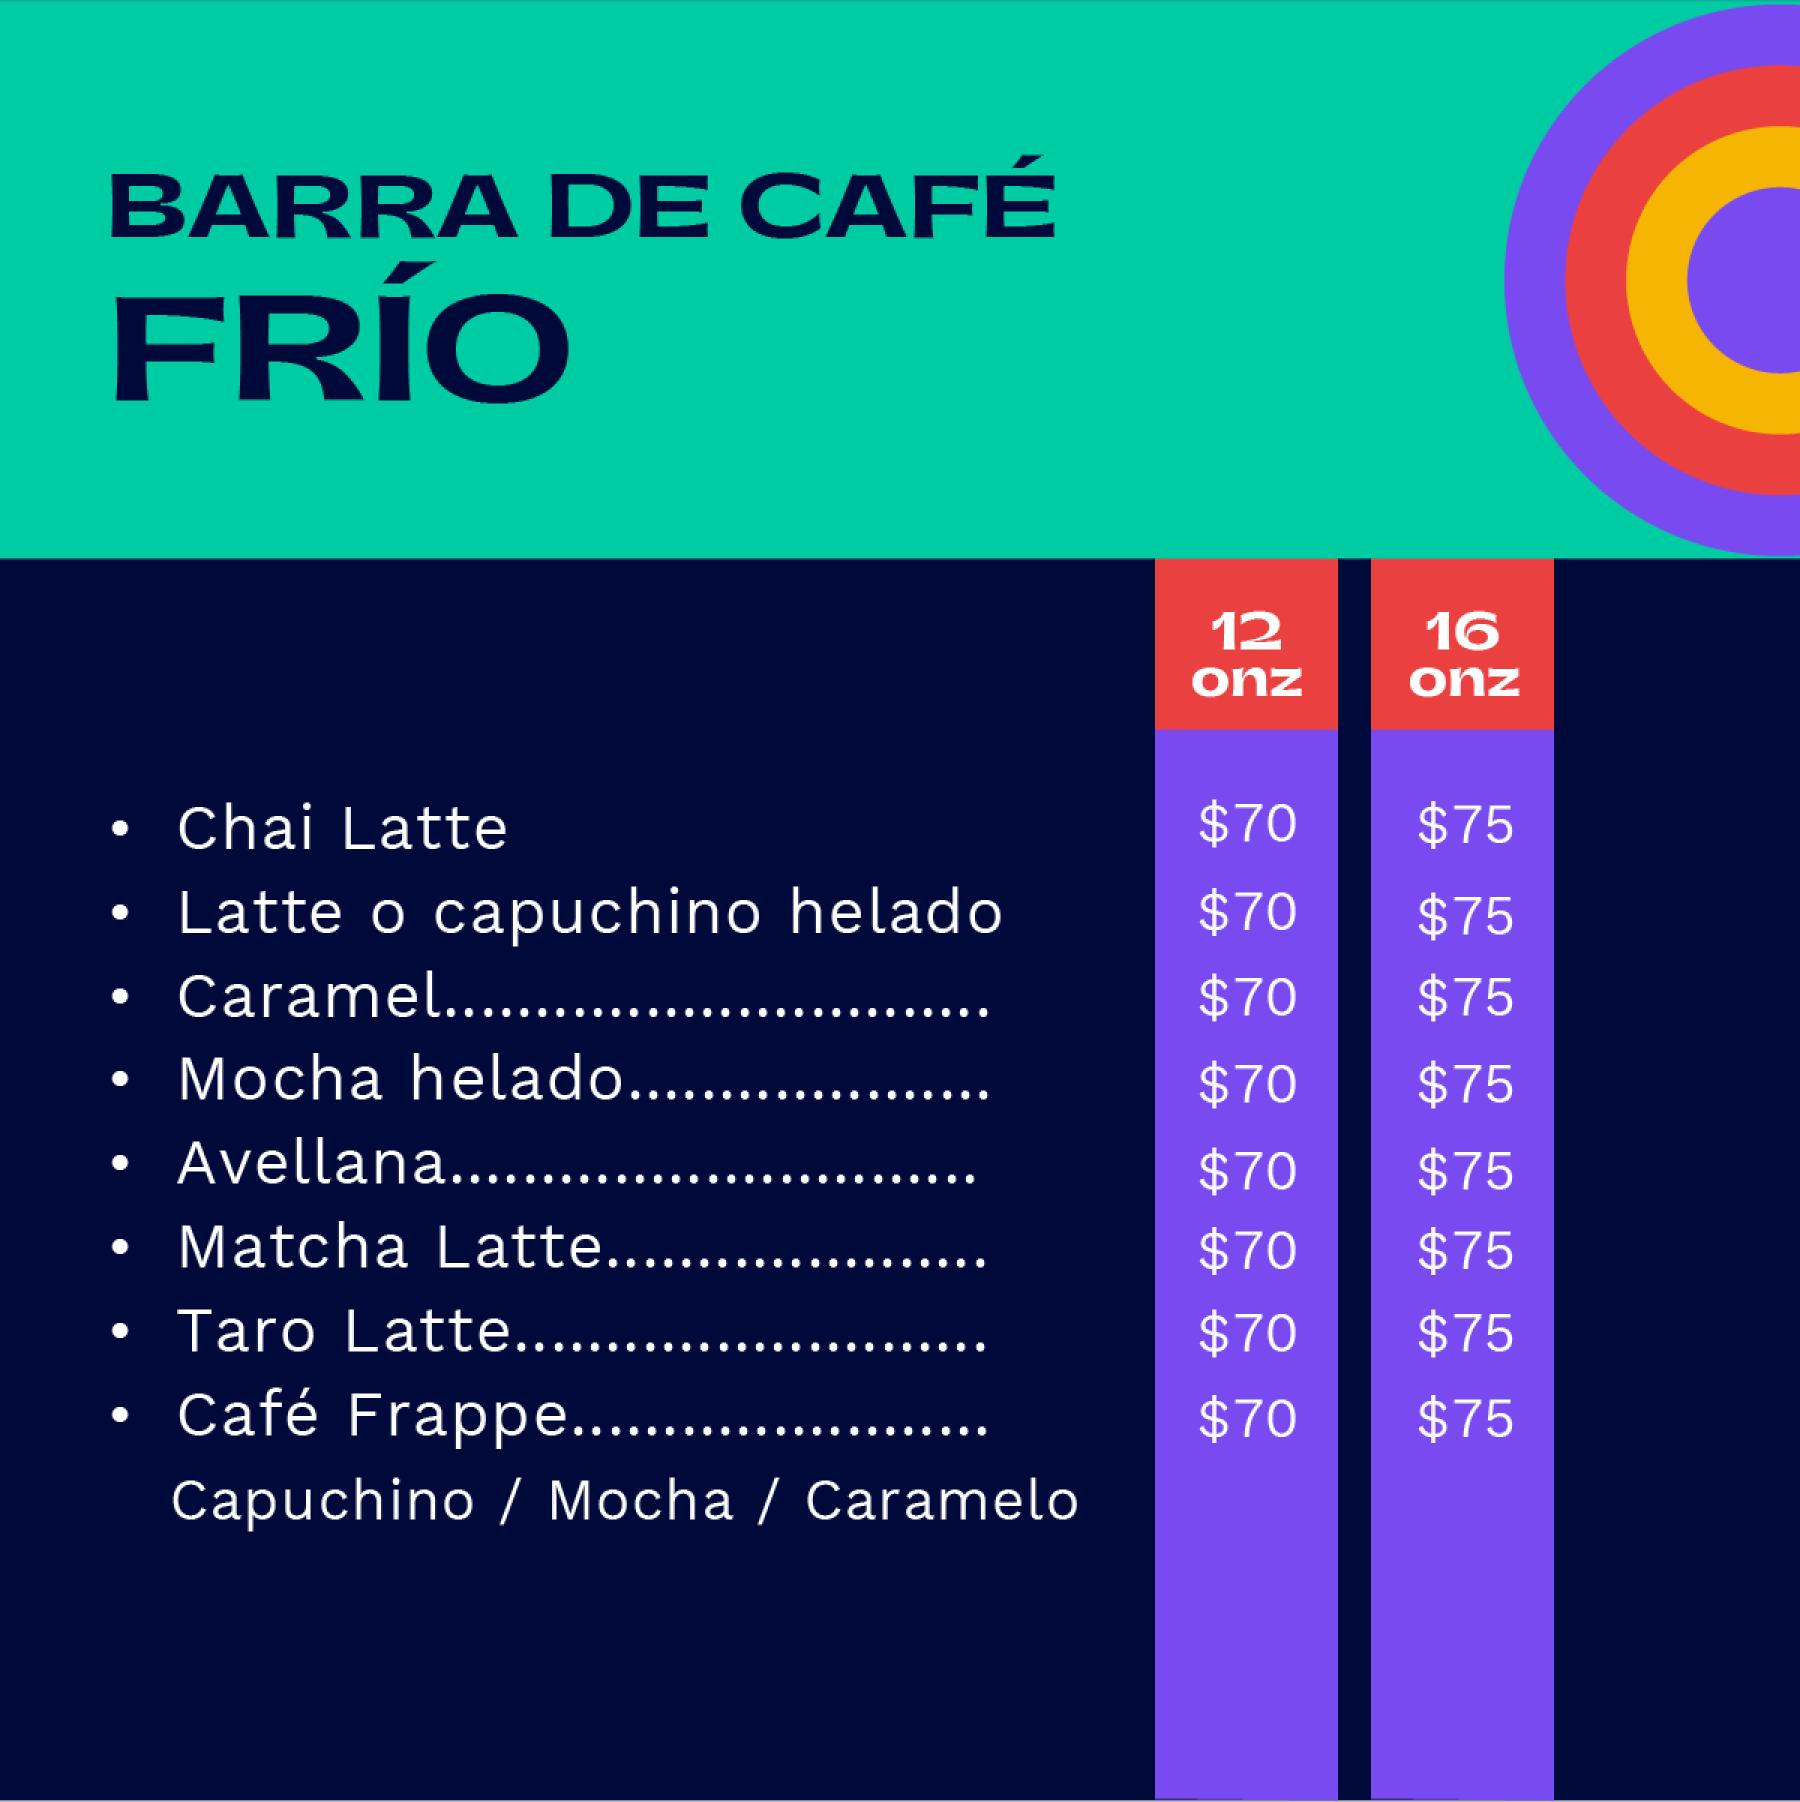 BARRA DE CAFÉ
FRÍO
12 onz 16 onz
• Chai Latte $70 $75
• Latte o capuchino helado $70 $75
• Caramel.............................. $70 $75
• Mocha helado.................... $70 $75
• Avellana............................. $70 $75
• Matcha Latte..................... $70 $75
• Taro Latte.......................... $70 $75
• Café Frappe....................... $70 $75
Capuchino / Mocha / Caramelo